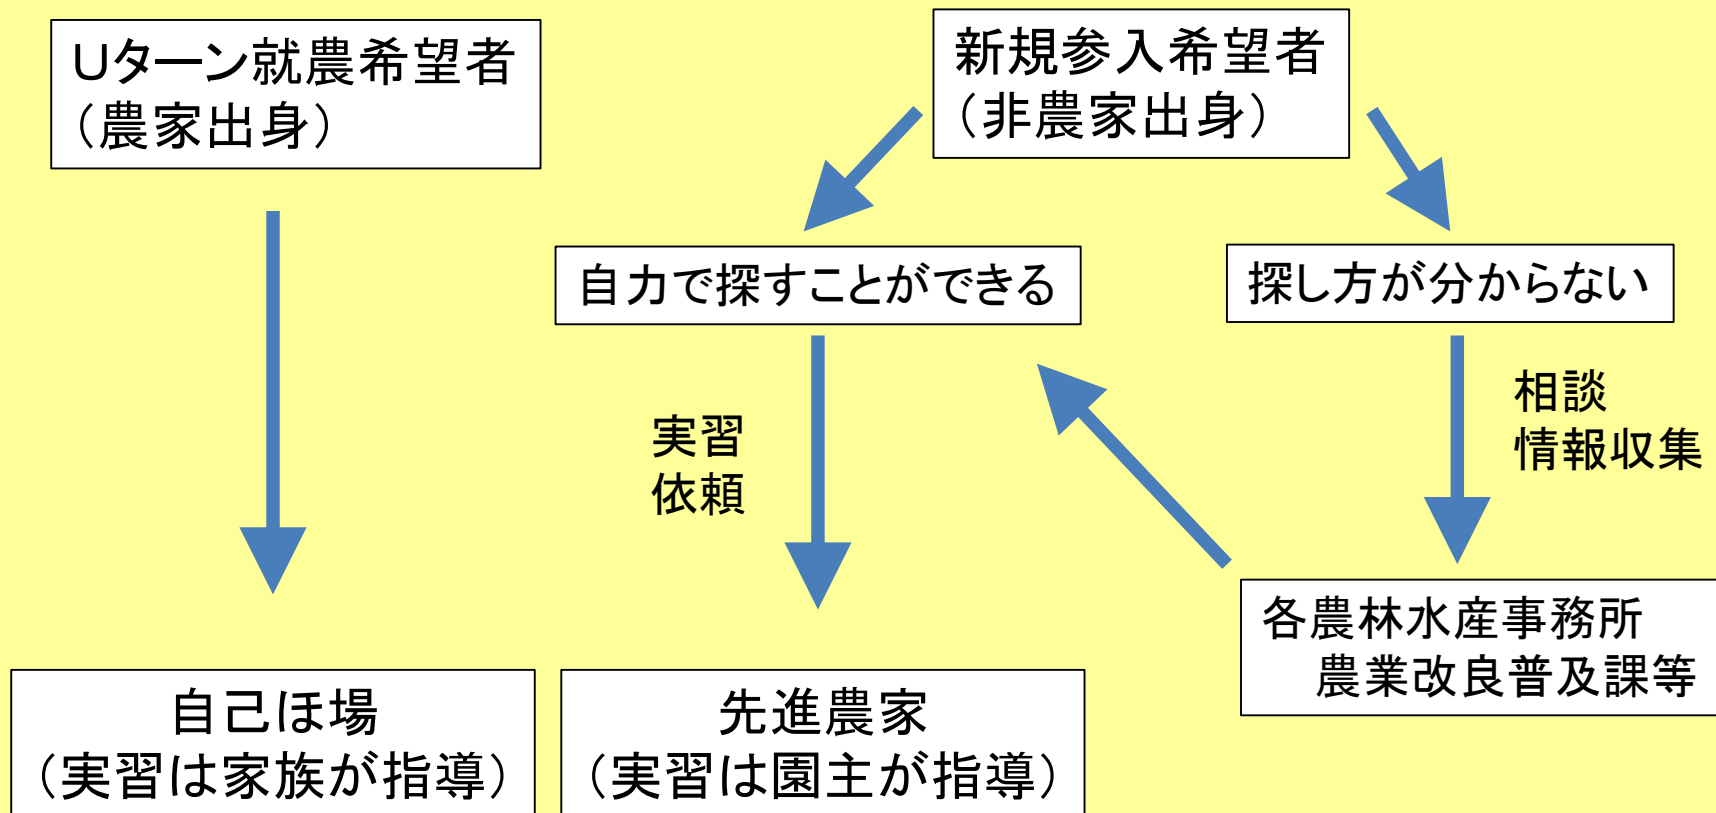 Uターン就農希望者
（農家出身）
新規参入希望者
（非農家出身）
自力で探すことができる
探し方が分からない
実習
依頼
相談
情報収集
各農林水産事務所
農業改良普及課等
自己ほ場
（実習は家族が指導）
先進農家
（実習は園主が指導）